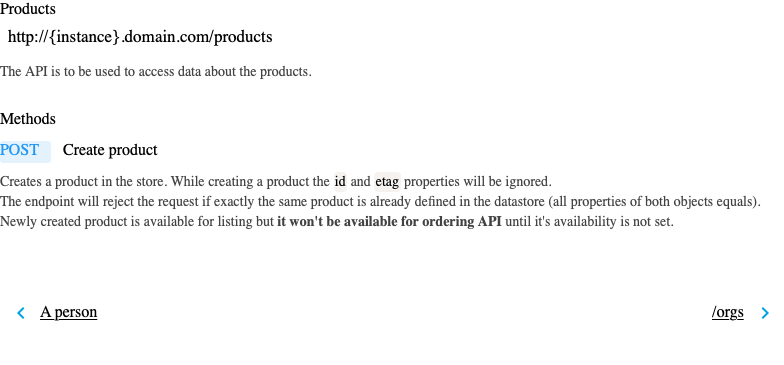 Products
http://{instance}.domain.com/products
The API is to be used to access data about the products.
Methods
POST Create product
Creates a product in the store. While creating a product the id and etag properties will be ignored.
The endpoint will reject the request if exactly the same product is already defined in the datastore (all properties of both objects equals).
Newly created product is available for listing but it won't be available for ordering API until it's availability is not set.
A person /orgs